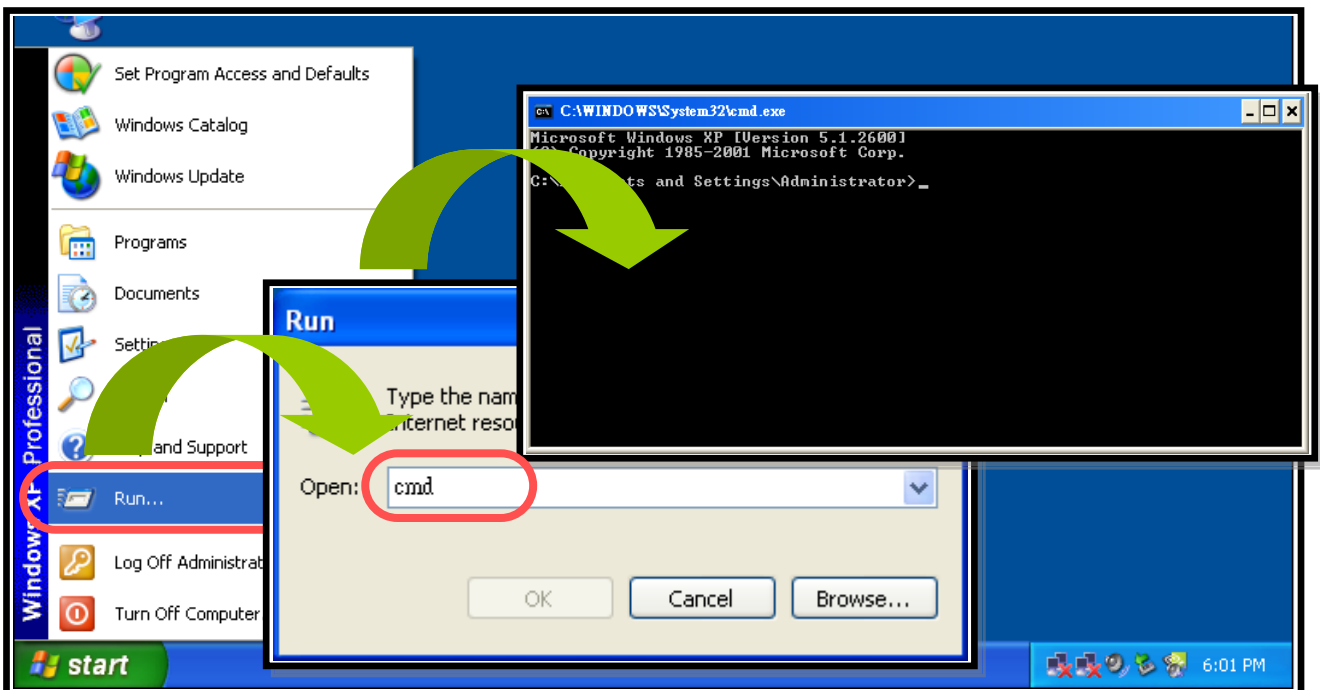 Set Program Access and Defaults
Windows Catalog
Windows Update
Programs
Documents
and Support
Run...
Log Off Administrat
Turn Off Computer
Windows XP Professional
start
Run
Type the nam
Internet resou
Open:
cmd
OK
Cancel
Browse...
C:\WINDOWS\System32\cmd.exe
Microsoft Windows XP [Version 5.1.2600]
(C) Copyright 1985-2001 Microsoft Corp.
C:\ ts and Settings\Administrator>_
6:01 PM